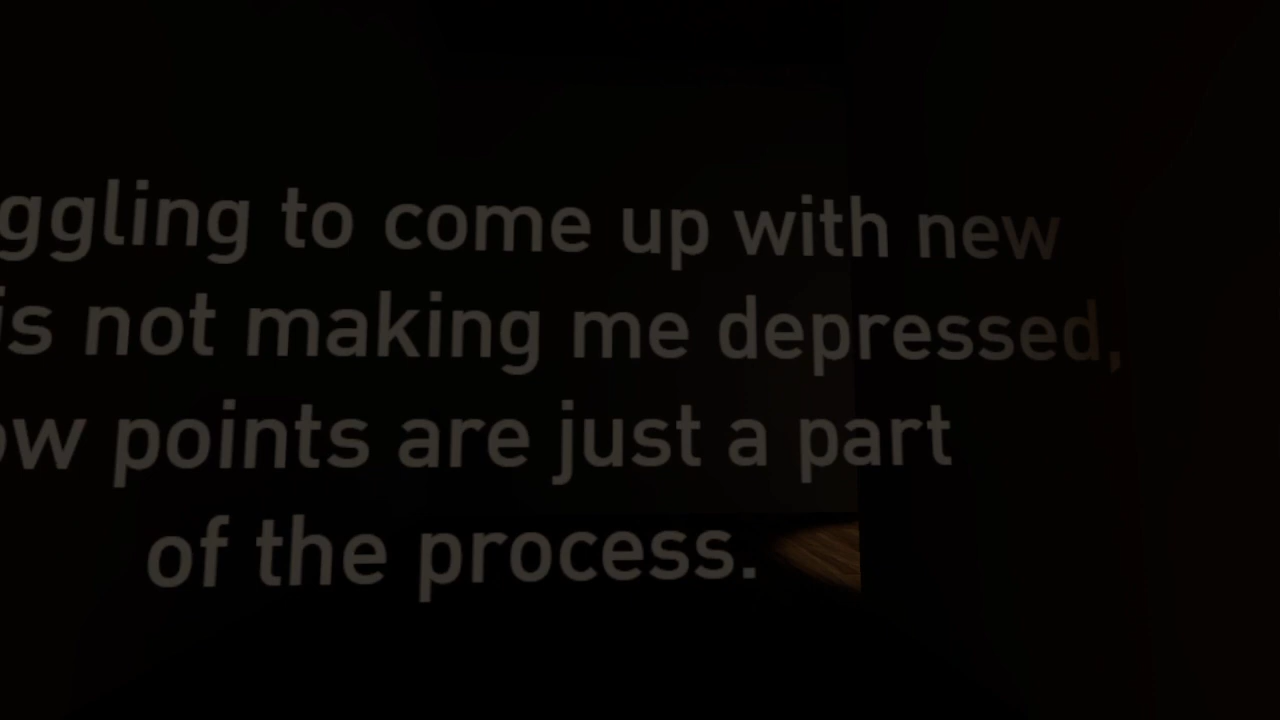 ggling to come up with new
is not making me depressed,
ow points are just a part
of the process.